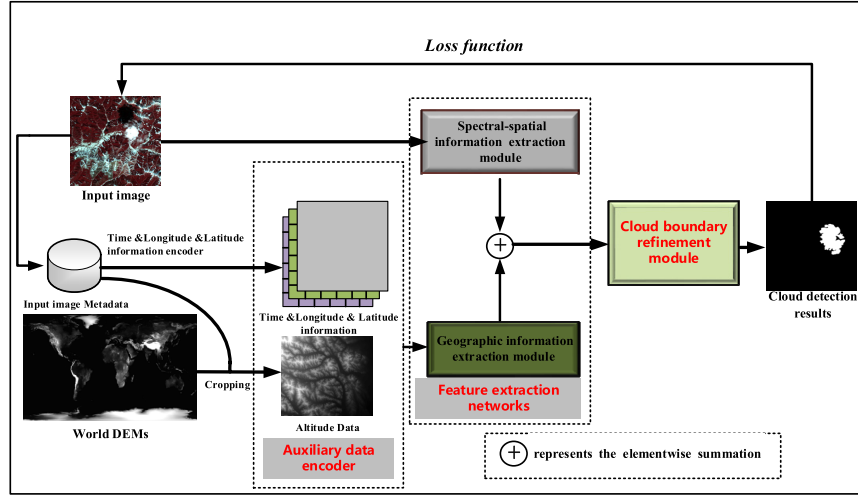 Loss function
Input image
Spectral-spatial
information extraction
module
Time &Longitude &Latitude
information encoder
Input image Metadata
Time &Longitude & Latitude
information
Cloud boundary
refinement
module
Cloud detection
results
Geographic information
extraction module
Cropping
Feature extraction
networks
World DEMs
Altitude Data
Auxiliary data
encoder
+ represents the elementwise summation